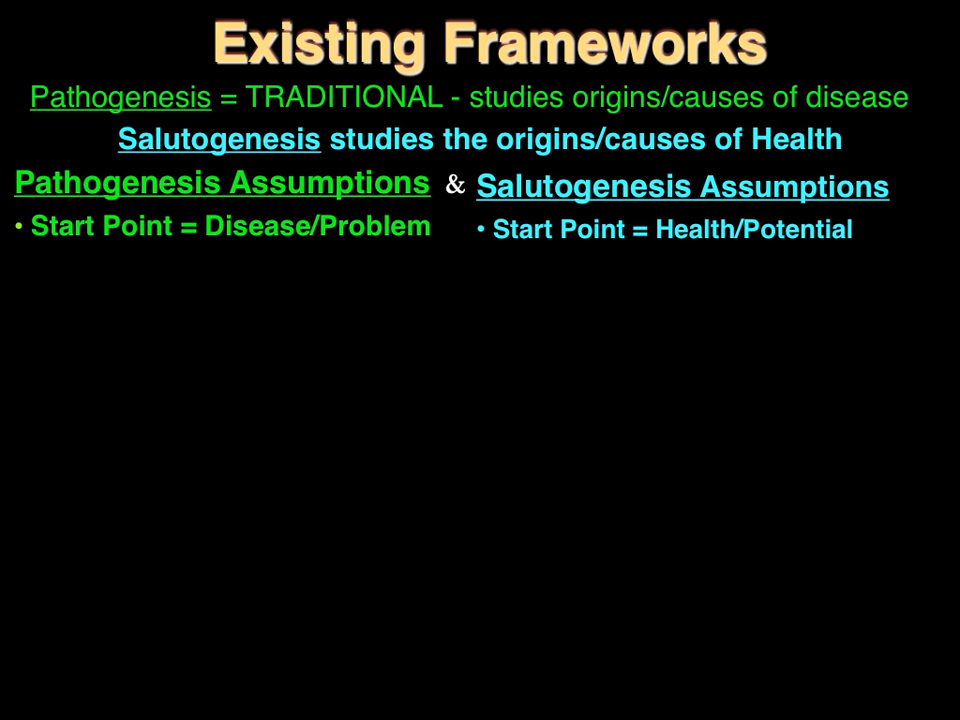 Existing Frameworks
Pathogenesis = TRADITIONAL - studies origins/causes of disease
Salutogenesis studies the origins/causes of Health
Pathogenesis Assumptions & Salutogenesis Assumptions
• Start Point = Disease/Problem
• Start Point = Health/Potential